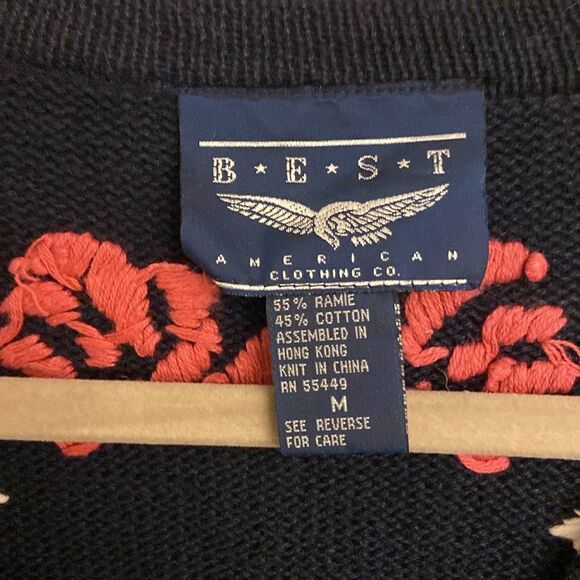 B★E★S★T
AMERICAN
CLOTHING CO.
55% RAMIE
45% COTTON
ASSEMBLED IN
HONG KONG
KNIT IN CHINA
RN 55449
M
SEE REVERSE
FOR CARE